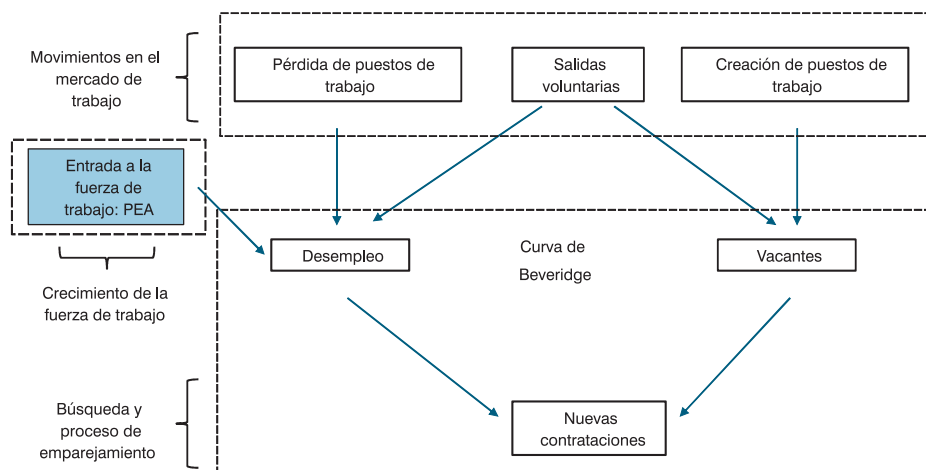 Movimientos en el
mercado de
trabajo
Pérdida de puestos de
trabajo
Salidas
voluntarias
Creación de puestos de
trabajo
Entrada a la
fuerza de
trabajo: PEA
Crecimiento de la
fuerza de trabajo
Desempleo
Curva de
Beveridge
Vacantes
Búsqueda y
proceso de
emparejamiento
Nuevas
contrataciones